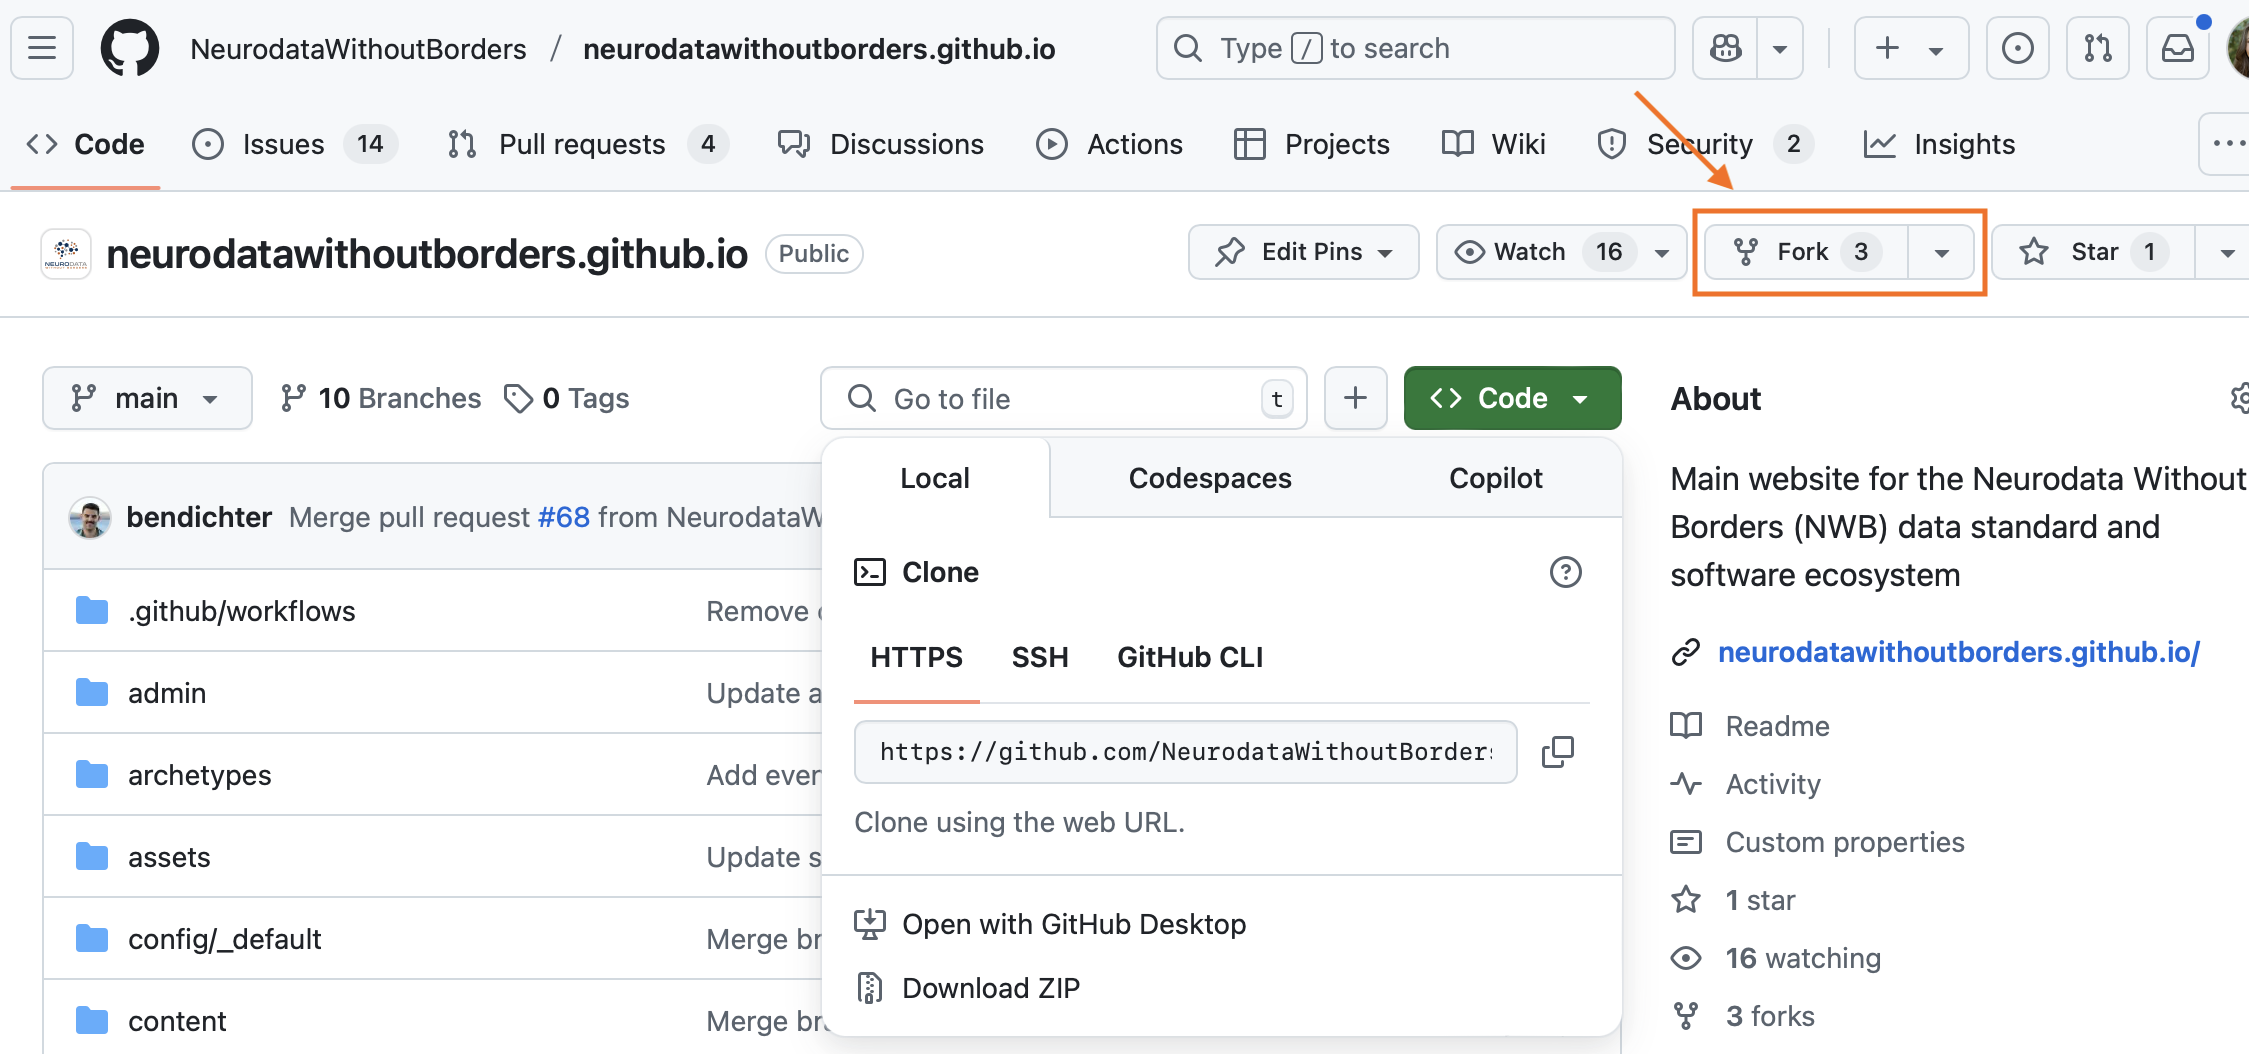 NeurodataWithoutBorders / neurodatawithoutborders.github.io
Type / to search
Code
Issues 14
Pull requests 4
Discussions
Actions
Projects
Wiki
Security 2
Insights
neurodatawithoutborders.github.io Public
Edit Pins
Watch 16
Fork 3
Star 1
main
10 Branches
0 Tags
Go to file t
Code
About
Main website for the Neurodata Without
Borders (NWB) data standard and
software ecosystem
neurodatawithoutborders.github.io/
Readme
Activity
Custom properties
1 star
16 watching
3 forks
Local
Codespaces
Copilot
Clone
HTTPS
SSH
GitHub CLI
https://github.com/NeurodataWithoutBorders
Clone using the web URL.
Open with GitHub Desktop
Download ZIP
bendichter Merge pull request #68 from NeurodataW
.github/workflows Remove
admin Update a
archetypes Add ever
assets Update s
config/_default Merge br
content Merge br